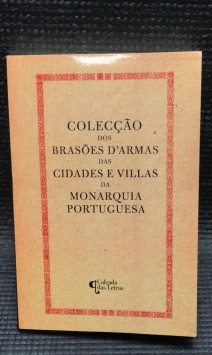 COLECÇÃO
DOS
BRASÕES D'ARMAS
DAS
CIDADES E VILLAS
DA
MONARQUIA
PORTUGUESA
Calçada
das Letras